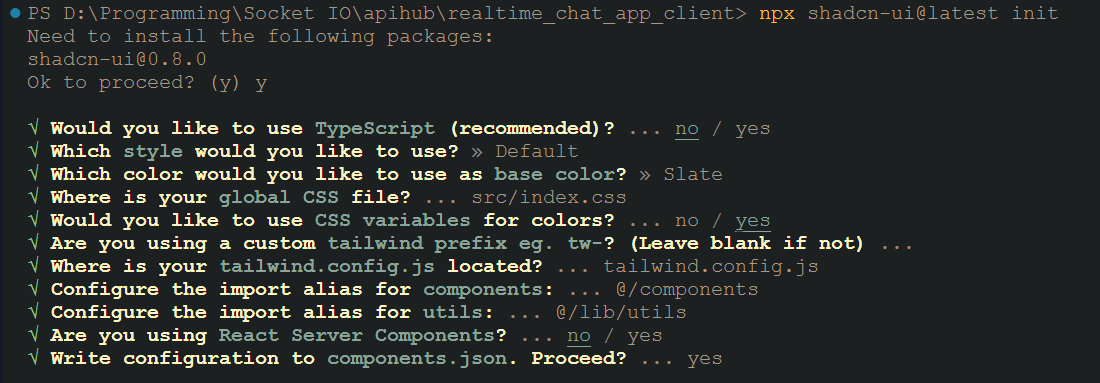 PS D:\Programming\Socket IO\apihub\realtime_chat_app_client> npx shadcn-ui@latest init
Need to install the following packages:
shadcn-ui@0.8.0
Ok to proceed? (y) y
√ Would you like to use TypeScript (recommended)? ... no / yes
√ Which style would you like to use? » Default
√ Which color would you like to use as base color? » Slate
√ Where is your global CSS file? ... src/index.css
√ Would you like to use CSS variables for colors? ... no / yes
√ Are you using a custom tailwind prefix eg. tw-? (Leave blank if not) ...
√ Where is your tailwind.config.js located? ... tailwind.config.js
√ Configure the import alias for components: ... @/components
√ Configure the import alias for utils: ... @/lib/utils
√ Are you using React Server Components? ... no / yes
√ Write configuration to components.json. Proceed? ... yes